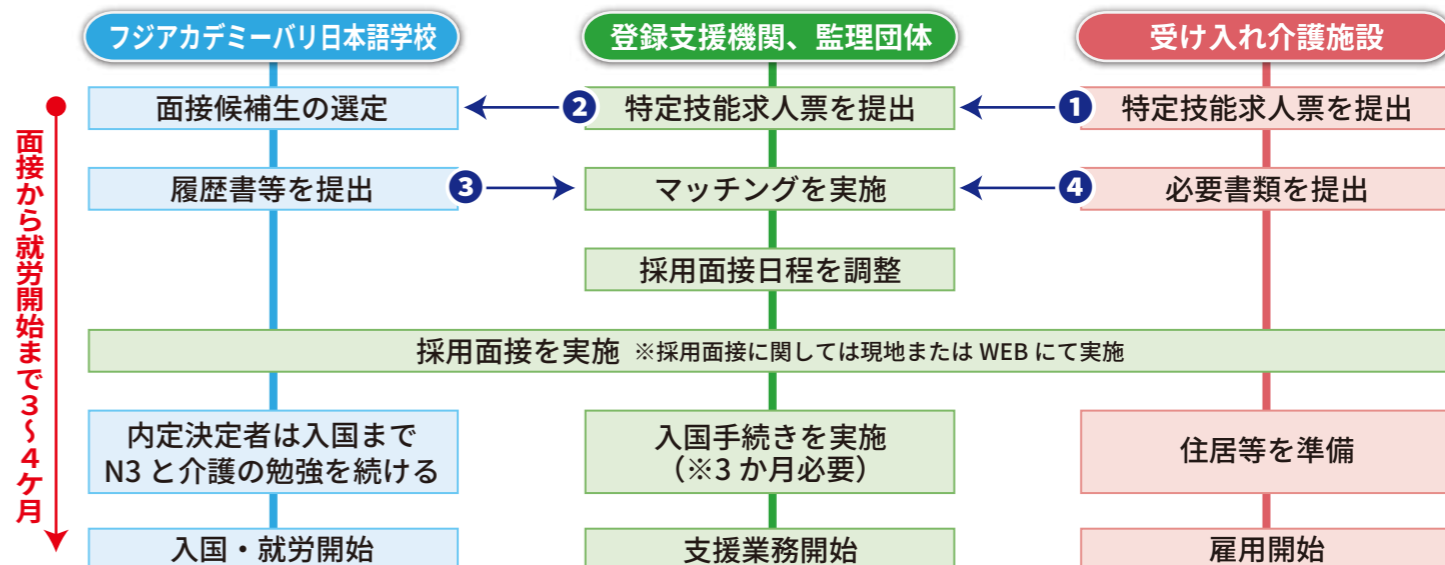 フジアカデミーバリ日本語学校
登録支援機関、監理団体
受け入れ介護施設
面接候補生の選定
2
特定技能求人票を提出
1
特定技能求人票を提出
履歴書等を提出
3
マッチングを実施
4
必要書類を提出
採用面接日程を調整
採用面接を実施 ※採用面接に関しては現地または WEB にて実施
内定決定者は入国まで
N3 と介護の勉強を続ける
入国手続きを実施
（※3 か月必要）
住居等を準備
入国・就労開始
支援業務開始
雇用開始
面接から就労開始まで3～4ケ月